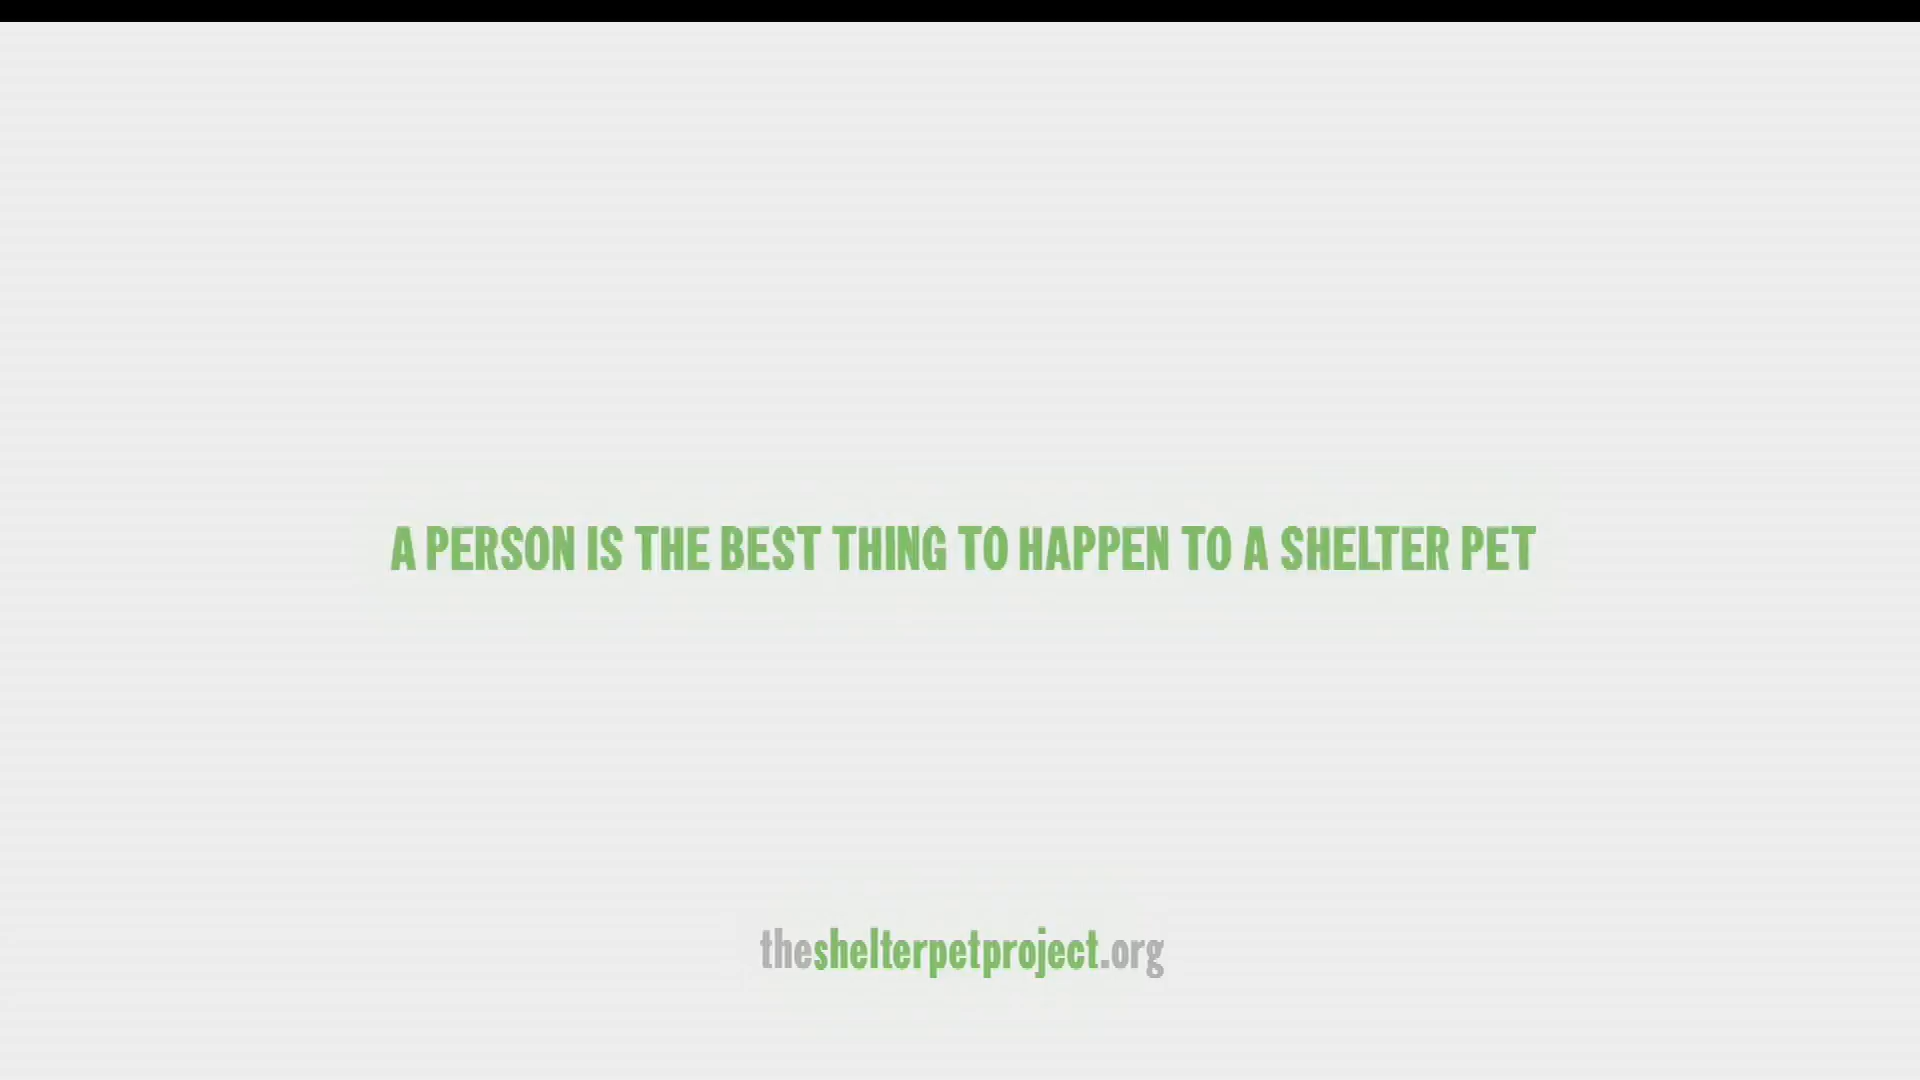 A PERSON IS THE BEST THING TO HAPPEN TO A SHELTER PET
theshelterpetproject.org